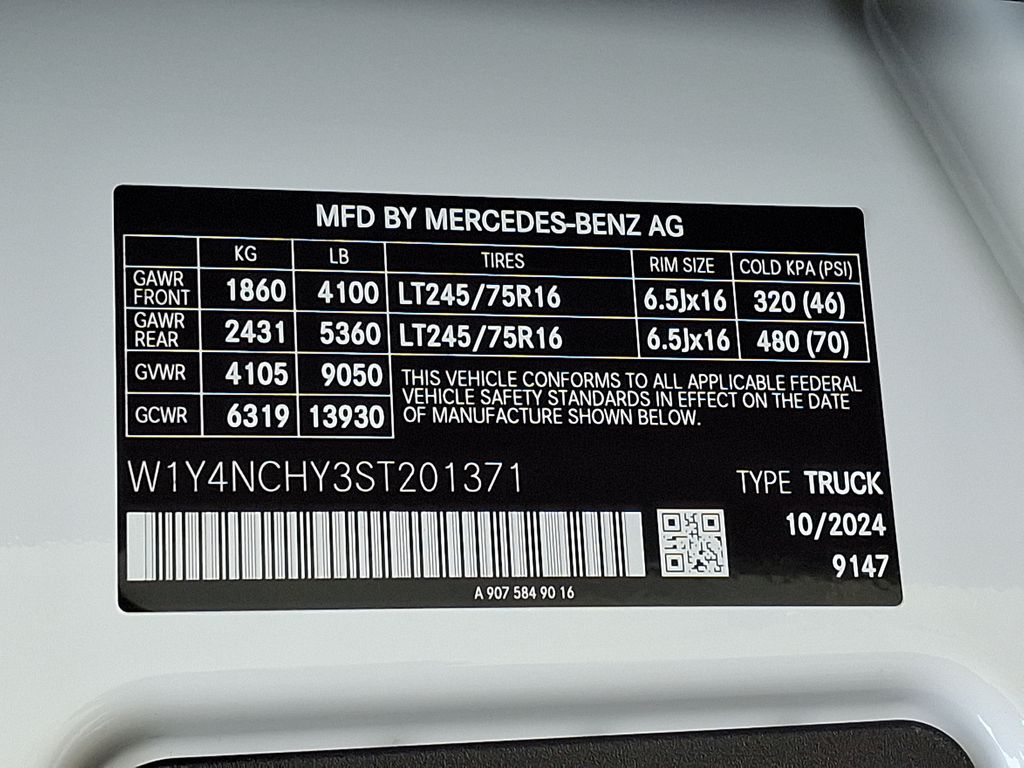 MFD BY MERCEDES-BENZ AG
KG LB TIRES RIM SIZE COLD KPA (PSI)
GAWR FRONT 1860 4100 LT245/75R16 6.5Jx16 320 (46)
GAWR REAR 2431 5360 LT245/75R16 6.5Jx16 480 (70)
GVWR 4105 9050
GCWR 6319 13930
THIS VEHICLE CONFORMS TO ALL APPLICABLE FEDERAL
VEHICLE SAFETY STANDARDS IN EFFECT ON THE DATE
OF MANUFACTURE SHOWN BELOW.
W1Y4NCHY3ST201371
TYPE TRUCK
10/2024
9147
A 907 584 90 16